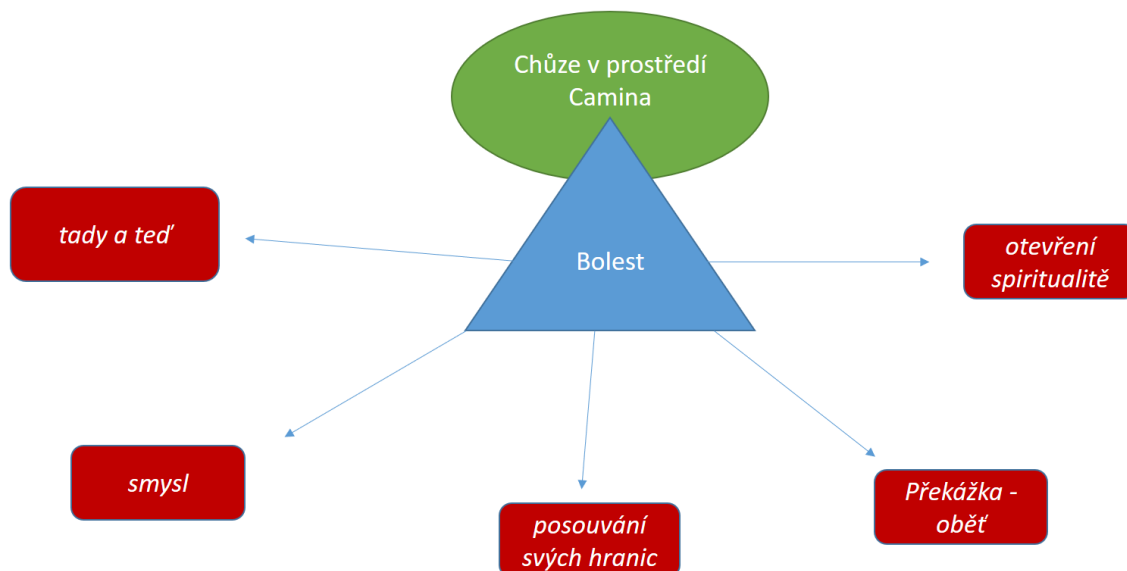 Chůze v prostředí
Camina
tady a teď
Bolest
otevření
spiritualitě
smysl
Překážka -
oběť
posouvání
svých hranic